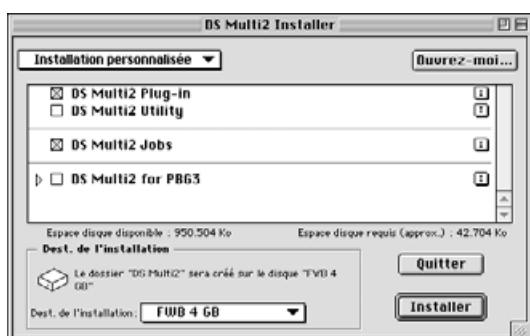 DS Multi2 Installer
Installation personnalisée
Ouvrez-moi...
DS Multi2 Plug-in
DS Multi2 Utility
DS Multi2 Jobs
DS Multi2 for PBG3
Espace disque disponible : 950.504 Ko Espace disque requis (approx.) : 42.704 Ko
Dest. de l'installation
Le dossier "DS Multi2" sera créé sur le disque "FWB 4
GB"
Quitter
Dest. de l'installation: FWB 4 GB
Installer